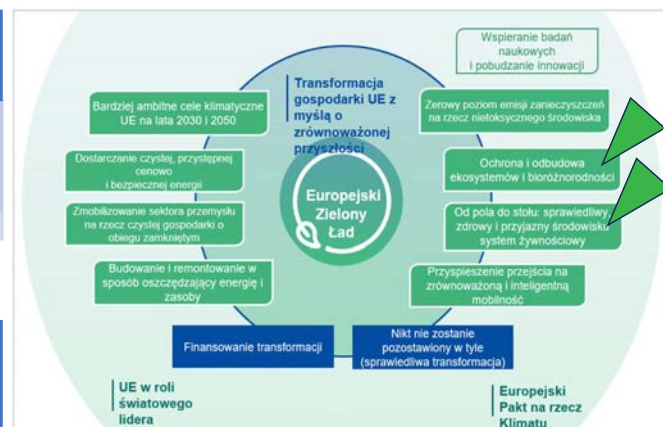 Wspieranie badań
naukowych
i pobudzanie innowacji
Transformacja
gospodarki UE z
myślą o
zrównoważonej
przyszłości
Bardziej ambitne cele klimatyczne
UE na lata 2030 i 2050
Zerowy poziom emisji zanieczyszczeń
na rzecz nietoksycznego środowiska
Dostarczanie czystej, przystępnej
cenowo
i bezpiecznej energii
Ochrona i odbudowa
ekosystemów i bioróżnorodności
Europejski
Zielony
Ład
Zmobilizowanie sektora przemysłu
na rzecz czystej gospodarki o
obiegu zamkniętym
Od pola do stołu: sprawiedliwy,
zdrowy i przyjazny środowisku
system żywnościowy
Budowanie i remontowanie w
sposób oszczędzający energię i
zasoby
Przyspieszenie przejścia na
zrównoważoną i inteligentną
mobilność
Finansowanie transformacji
Nikt nie zostanie
pozostawiony w tyle
(sprawiedliwa transformacja)
UE w roli
światowego
lidera
Europejski
Pakt na rzecz
Klimatu